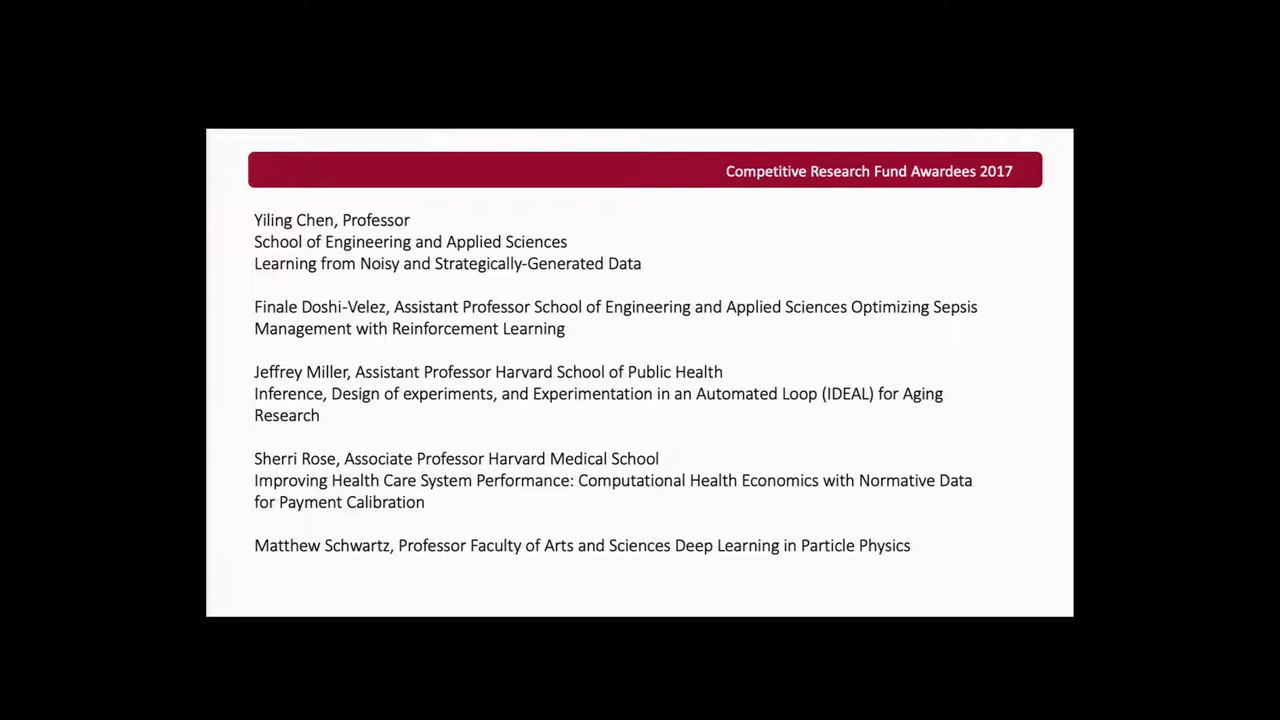 Competitive Research Fund Awardees 2017
Yiling Chen, Professor
School of Engineering and Applied Sciences
Learning from Noisy and Strategically-Generated Data
Finale Doshi-Velez, Assistant Professor School of Engineering and Applied Sciences Optimizing Sepsis
Management with Reinforcement Learning
Jeffrey Miller, Assistant Professor Harvard School of Public Health
Inference, Design of experiments, and Experimentation in an Automated Loop (IDEAL) for Aging
Research
Sherri Rose, Associate Professor Harvard Medical School
Improving Health Care System Performance: Computational Health Economics with Normative Data
for Payment Calibration
Matthew Schwartz, Professor Faculty of Arts and Sciences Deep Learning in Particle Physics